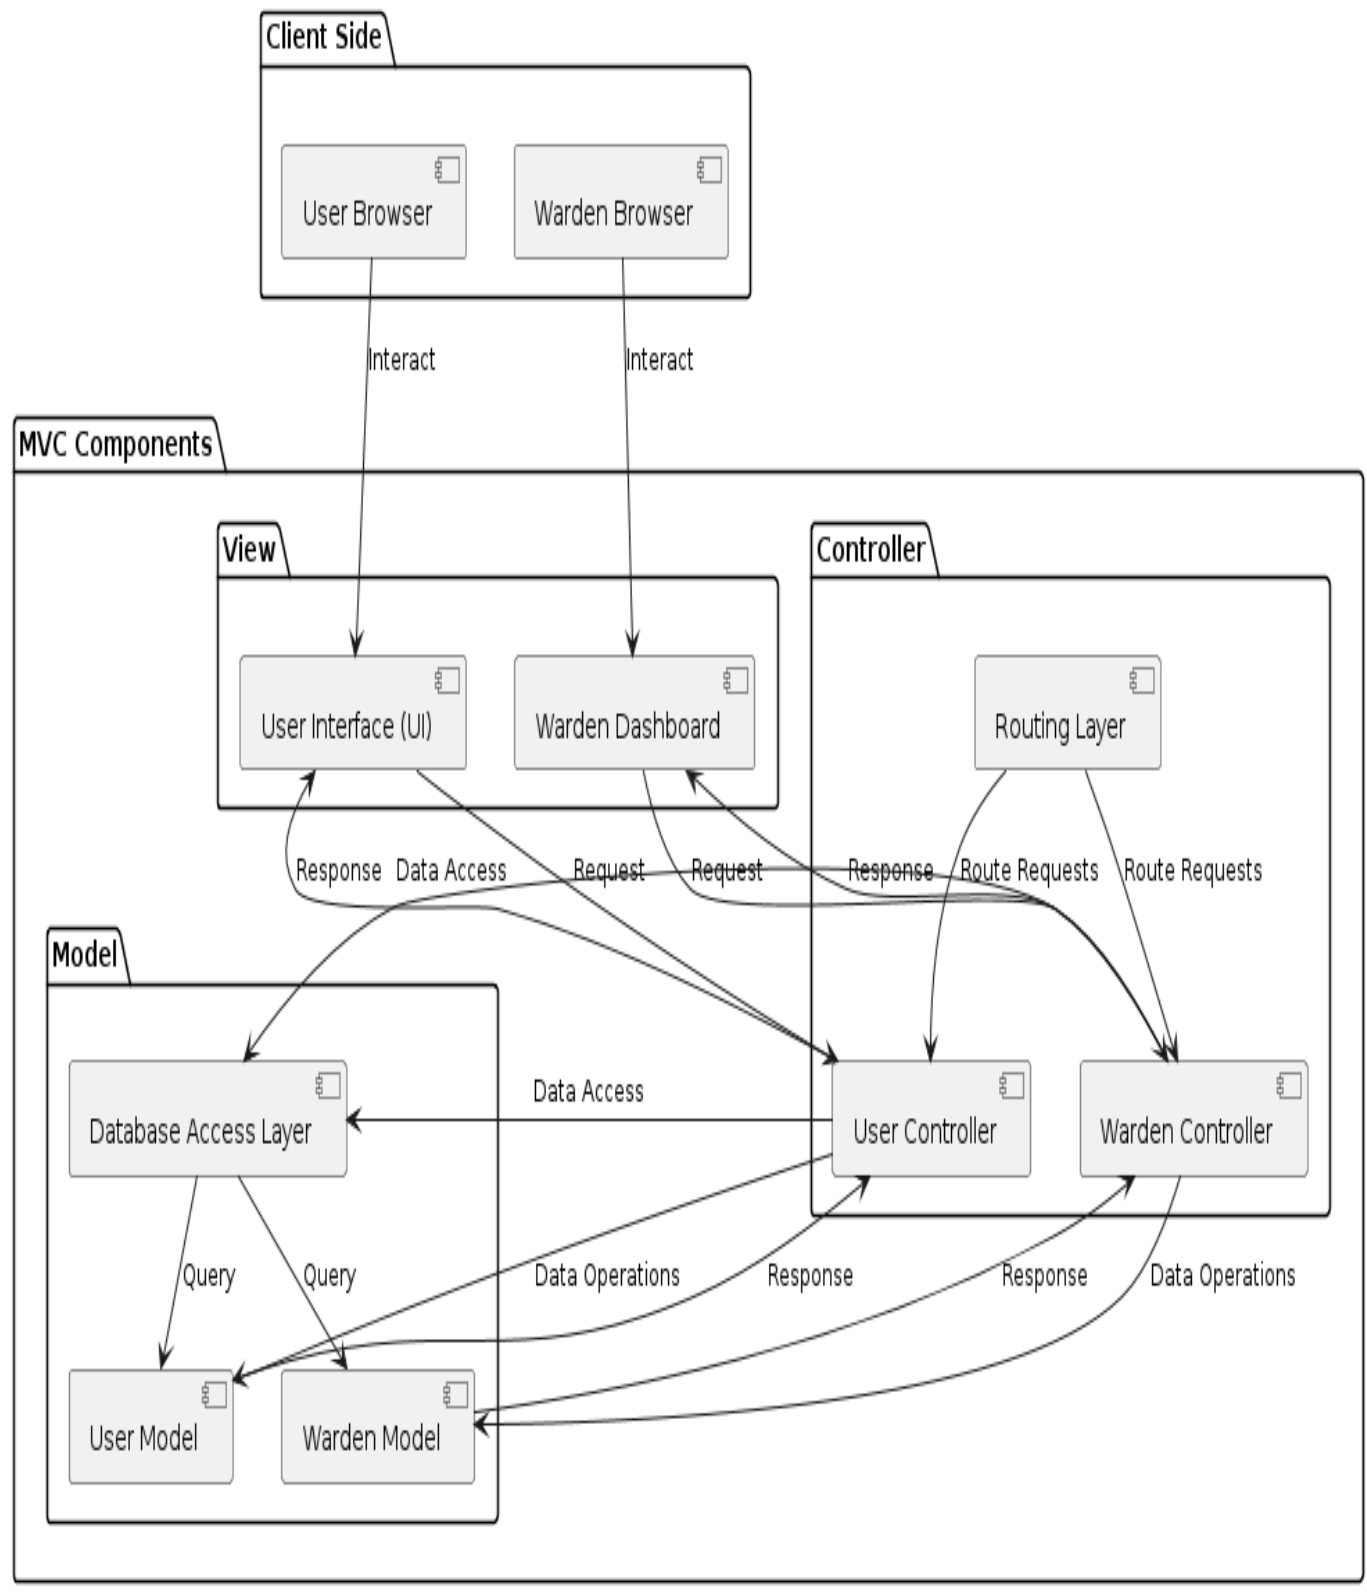 Client Side
User Browser
Warden Browser
Interact
Interact
MVC Components
View
Controller
User Interface (UI)
Warden Dashboard
Routing Layer
Response
Data Access
Request
Request
Response
Route Requests
Route Requests
Model
Data Access
Database Access Layer
User Controller
Warden Controller
Query
Query
Data Operations
Response
Response
Data Operations
User Model
Warden Model